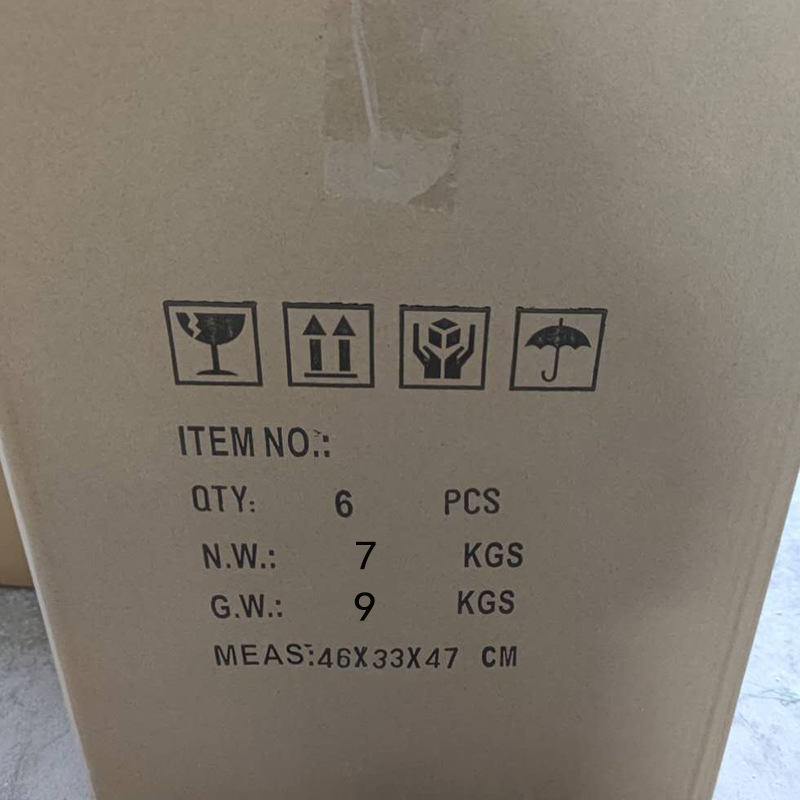 ITEM NO.:
QTY: 6 PCS
N.W.: 7 KGS
G.W.: 9 KGS
MEAS:46X33X47 CM